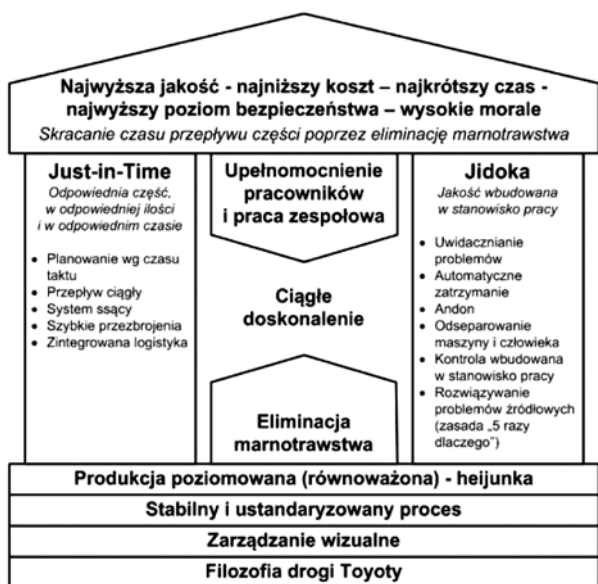 Najwyższa jakość - najniższy koszt – najkrótszy czas -
najwyższy poziom bezpieczeństwa – wysokie morale
Skracanie czasu przepływu części poprzez eliminację marnotrawstwa
Just-in-Time
Odpowiednia część,
w odpowiedniej ilości
i w odpowiednim czasie
• Planowanie wg czasu
taktu
• Przepływ ciągły
• System ssący
• Szybkie przezbrojenia
• Zintegrowana logistyka
Upełnomocnienie
pracowników
i praca zespołowa
Ciągłe
doskonalenie
Eliminacja
marnotrawstwa
Jidoka
Jakość wbudowana
w stanowisko pracy
• Uwidacznianie
problemów
• Automatyczne
zatrzymanie
• Andon
• Odseparowanie
maszyny i człowieka
• Kontrola wbudowana
w stanowisko pracy
• Rozwiązywanie
problemów źródłowych
(zasada „5 razy
dlaczego”)
Produkcja poziomowana (równoważona) - heijunka
Stabilny i ustandaryzowany proces
Zarządzanie wizualne
Filozofia drogi Toyoty